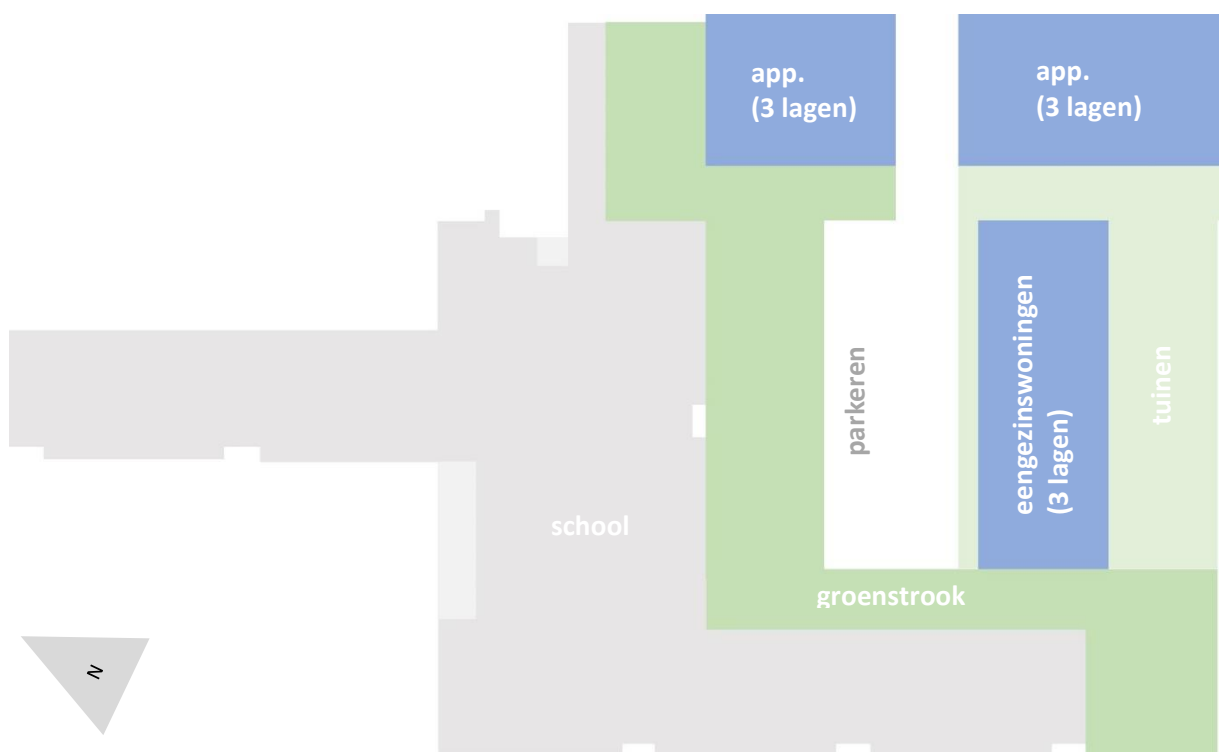 app.
(3 lagen)
app.
(3 lagen)
parkeren
eengezinswoningen
(3 lagen)
tuinen
school
groenstrook
N